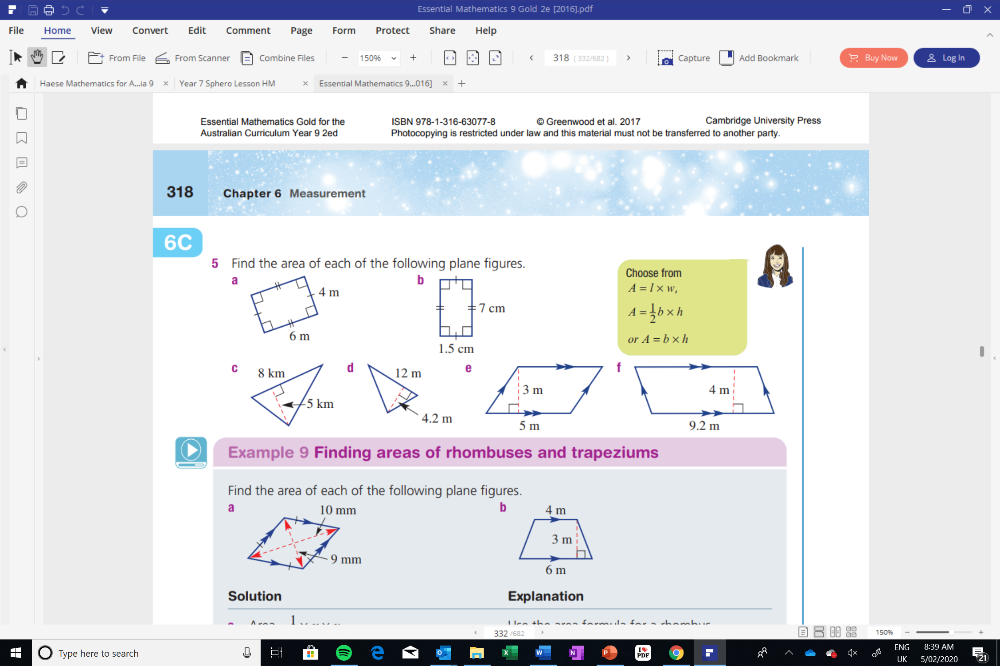 Essential Mathematics 9 Gold 2e [2016].pdf
File Home View Convert Edit Comment Page Form Protect Share Help
From File From Scanner Combine Files 150% 318 (332/682) Capture Add Bookmark Buy Now Log In
Haese Mathematics for A...ia 9 Year 7 Sphero Lesson HM Essential Mathematics 9...016]
Essential Mathematics Gold for the ISBN 978-1-316-63077-8 © Greenwood et al. 2017 Cambridge University Press
Australian Curriculum Year 9 2ed Photocopying is restricted under law and this material must not be transferred to another party.
318 Chapter 6 Measurement
6C
5 Find the area of each of the following plane figures.
a
4 m
6 m
b
7 cm
1.5 cm
Choose from
A = l × w,
A = 1/2 b × h
or A = b × h
c
8 km
5 km
d
12 m
4.2 m
e
3 m
5 m
f
4 m
9.2 m
Example 9 Finding areas of rhombuses and trapeziums
Find the area of each of the following plane figures.
a
10 mm
9 mm
b
4 m
3 m
6 m
Solution Explanation
332 /682
150%
Type here to search
I PDF
ENG
UK
8:39 AM
5/02/2020
21